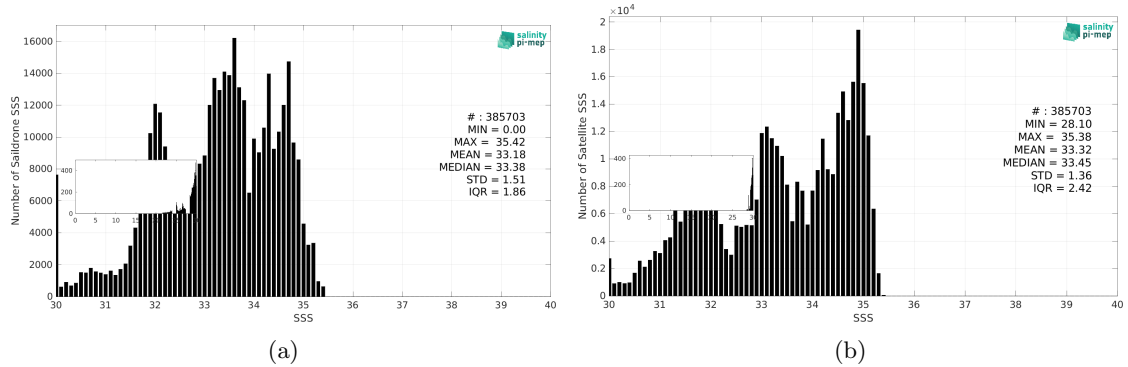 salinity
pi-mep
Number of Saildrone SSS
16000
14000
12000
10000
8000
6000
4000
2000
0
400
200
0
0 5 10 15
# : 385703
MIN = 0.00
MAX = 35.42
MEAN = 33.18
MEDIAN = 33.38
STD = 1.51
IQR = 1.86
30 31 32 33 34 35 36 37 38 39 40
SSS
(a)
×10⁴
salinity
pi-mep
Number of Satellite SSS
2
1.8
1.6
1.4
1.2
1
0.8
0.6
0.4
0.2
0
400
200
0
0 5 10 15 20 25 30
# : 385703
MIN = 28.10
MAX = 35.38
MEAN = 33.32
MEDIAN = 33.45
STD = 1.36
IQR = 2.42
30 31 32 33 34 35 36 37 38 39 40
SSS
(b)